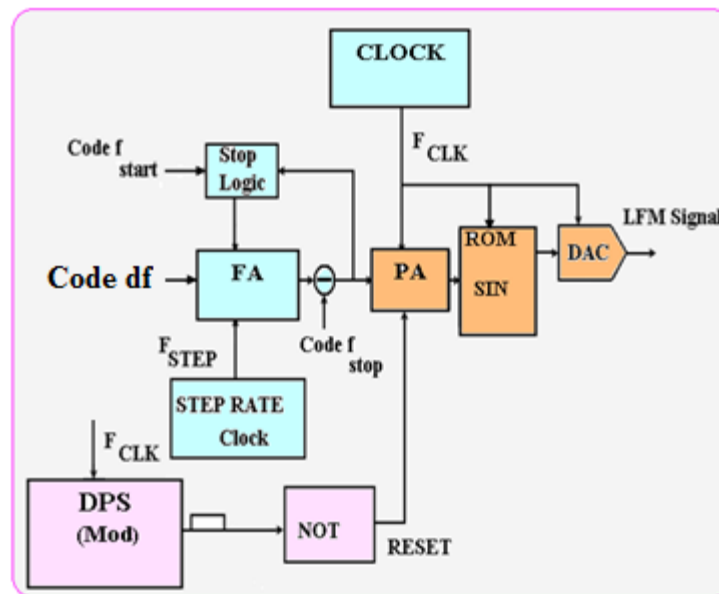 CLOCK
F CLK
Code f start
Stop
Logic
LFM Signal
ROM
SIN
DAC
Code df
FA
PA
Code f stop
F STEP
STEP RATE
Clock
F CLK
DPS
(Mod)
NOT
RESET